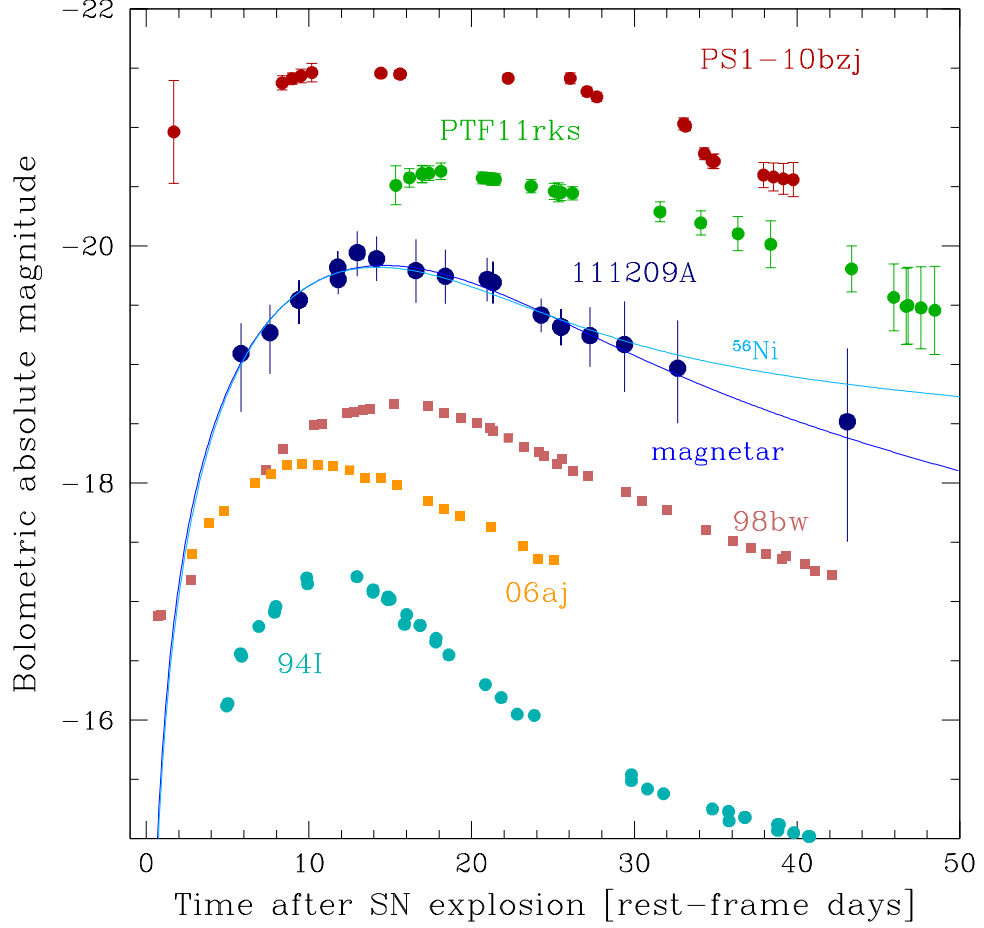 −22
PS1−10bzj
PTF11rks
−20
111209A
⁵⁶Ni
magnetar
−18
98bw
06aj
94I
−16
0 10 20 30 40 50
Time after SN explosion [rest−frame days]
Bolometric absolute magnitude